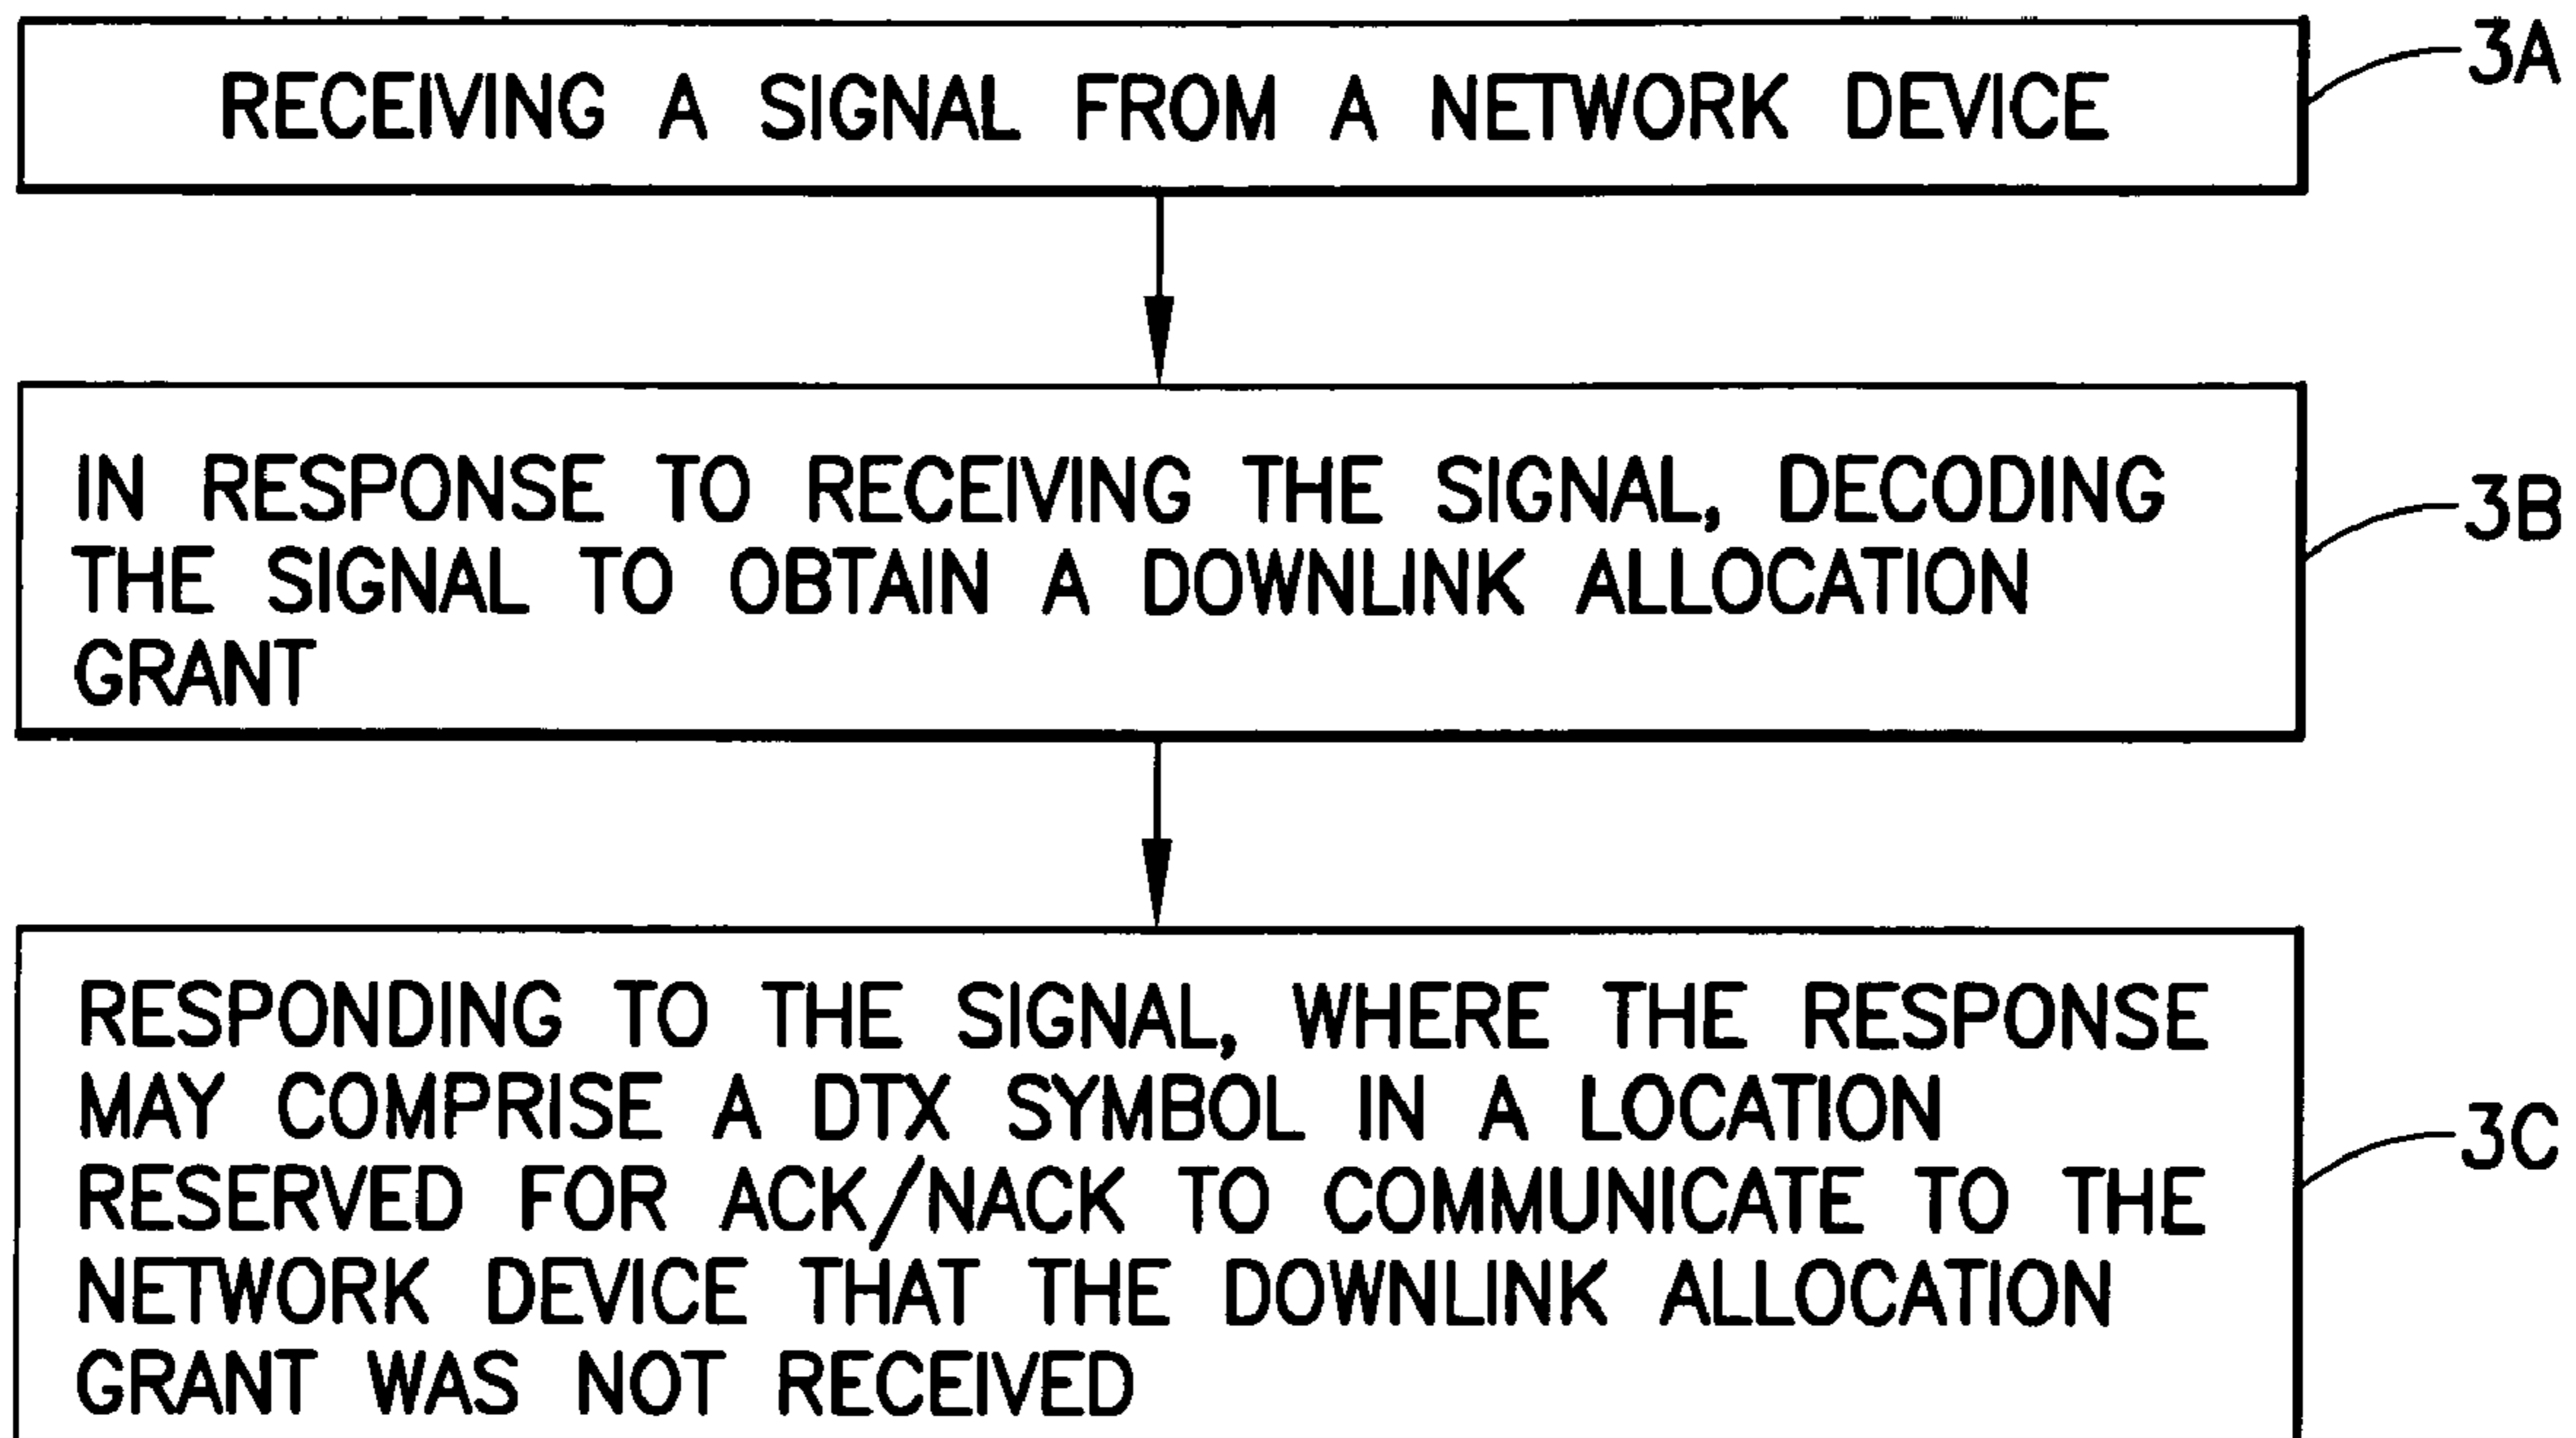 RECEIVING A SIGNAL FROM A NETWORK DEVICE
3A
IN RESPONSE TO RECEIVING THE SIGNAL, DECODING
THE SIGNAL TO OBTAIN A DOWNLINK ALLOCATION
GRANT
3B
RESPONDING TO THE SIGNAL, WHERE THE RESPONSE
MAY COMPRISE A DTX SYMBOL IN A LOCATION
RESERVED FOR ACK/NACK TO COMMUNICATE TO THE
NETWORK DEVICE THAT THE DOWNLINK ALLOCATION
GRANT WAS NOT RECEIVED
3C